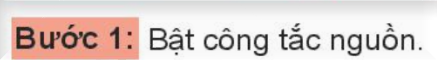 Bước 1: Bật công tắc nguồn.